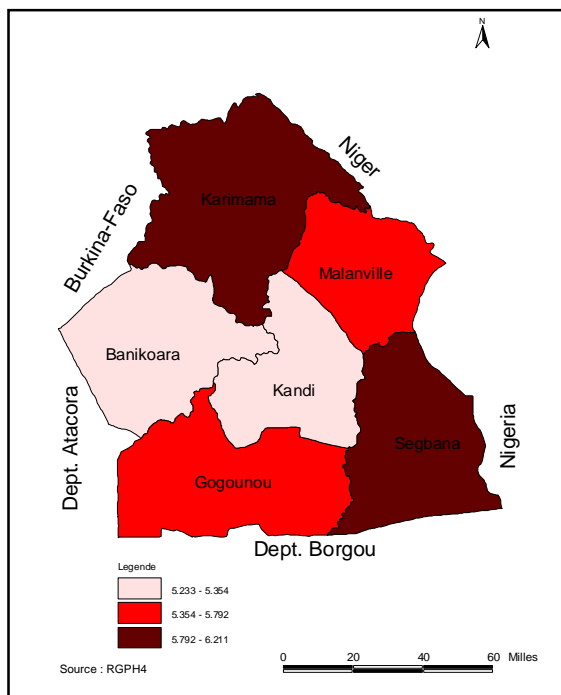 N
Niger
Karimama
Burkina-Faso
Malanville
Banikoara
Kandi
Segbana
Nigeria
Dept. Atacora
Gogounou
Dept. Borgou
Legende
5.233 - 5.354
5.354 - 5.792
5.792 - 6.211
0 20 40 60 Milles
Source : RGPH4